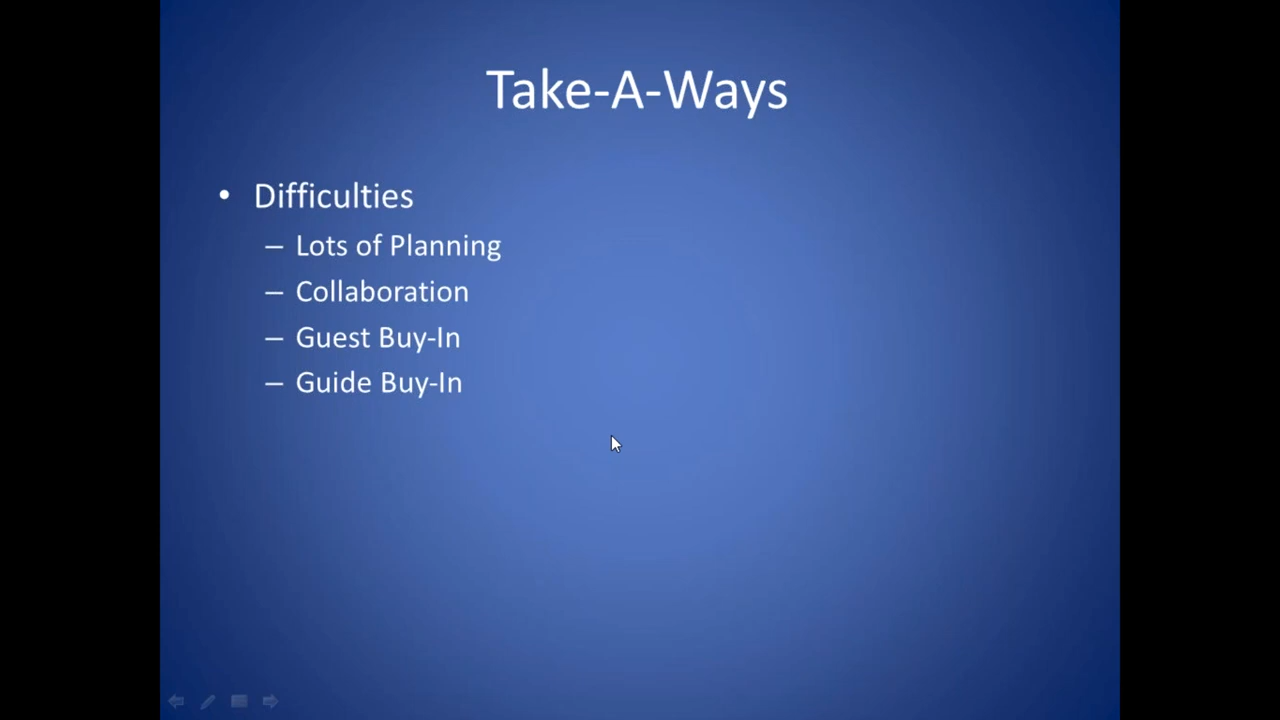 Take-A-Ways
• Difficulties
– Lots of Planning
– Collaboration
– Guest Buy-In
– Guide Buy-In